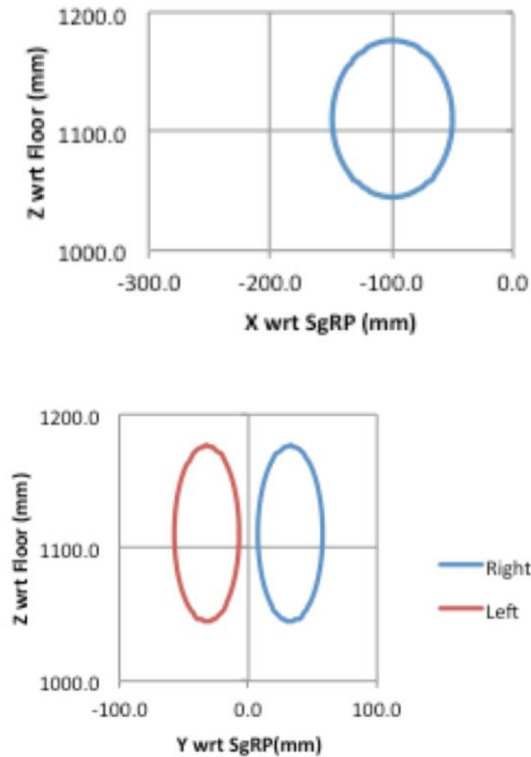 1200.0
Z wrt Floor (mm)
1100.0
1000.0
-300.0 -200.0 -100.0 0.0
X wrt SgRP (mm)
1200.0
Z wrt Floor (mm)
1100.0
Right
Left
1000.0
-100.0 0.0 100.0
Y wrt SgRP(mm)